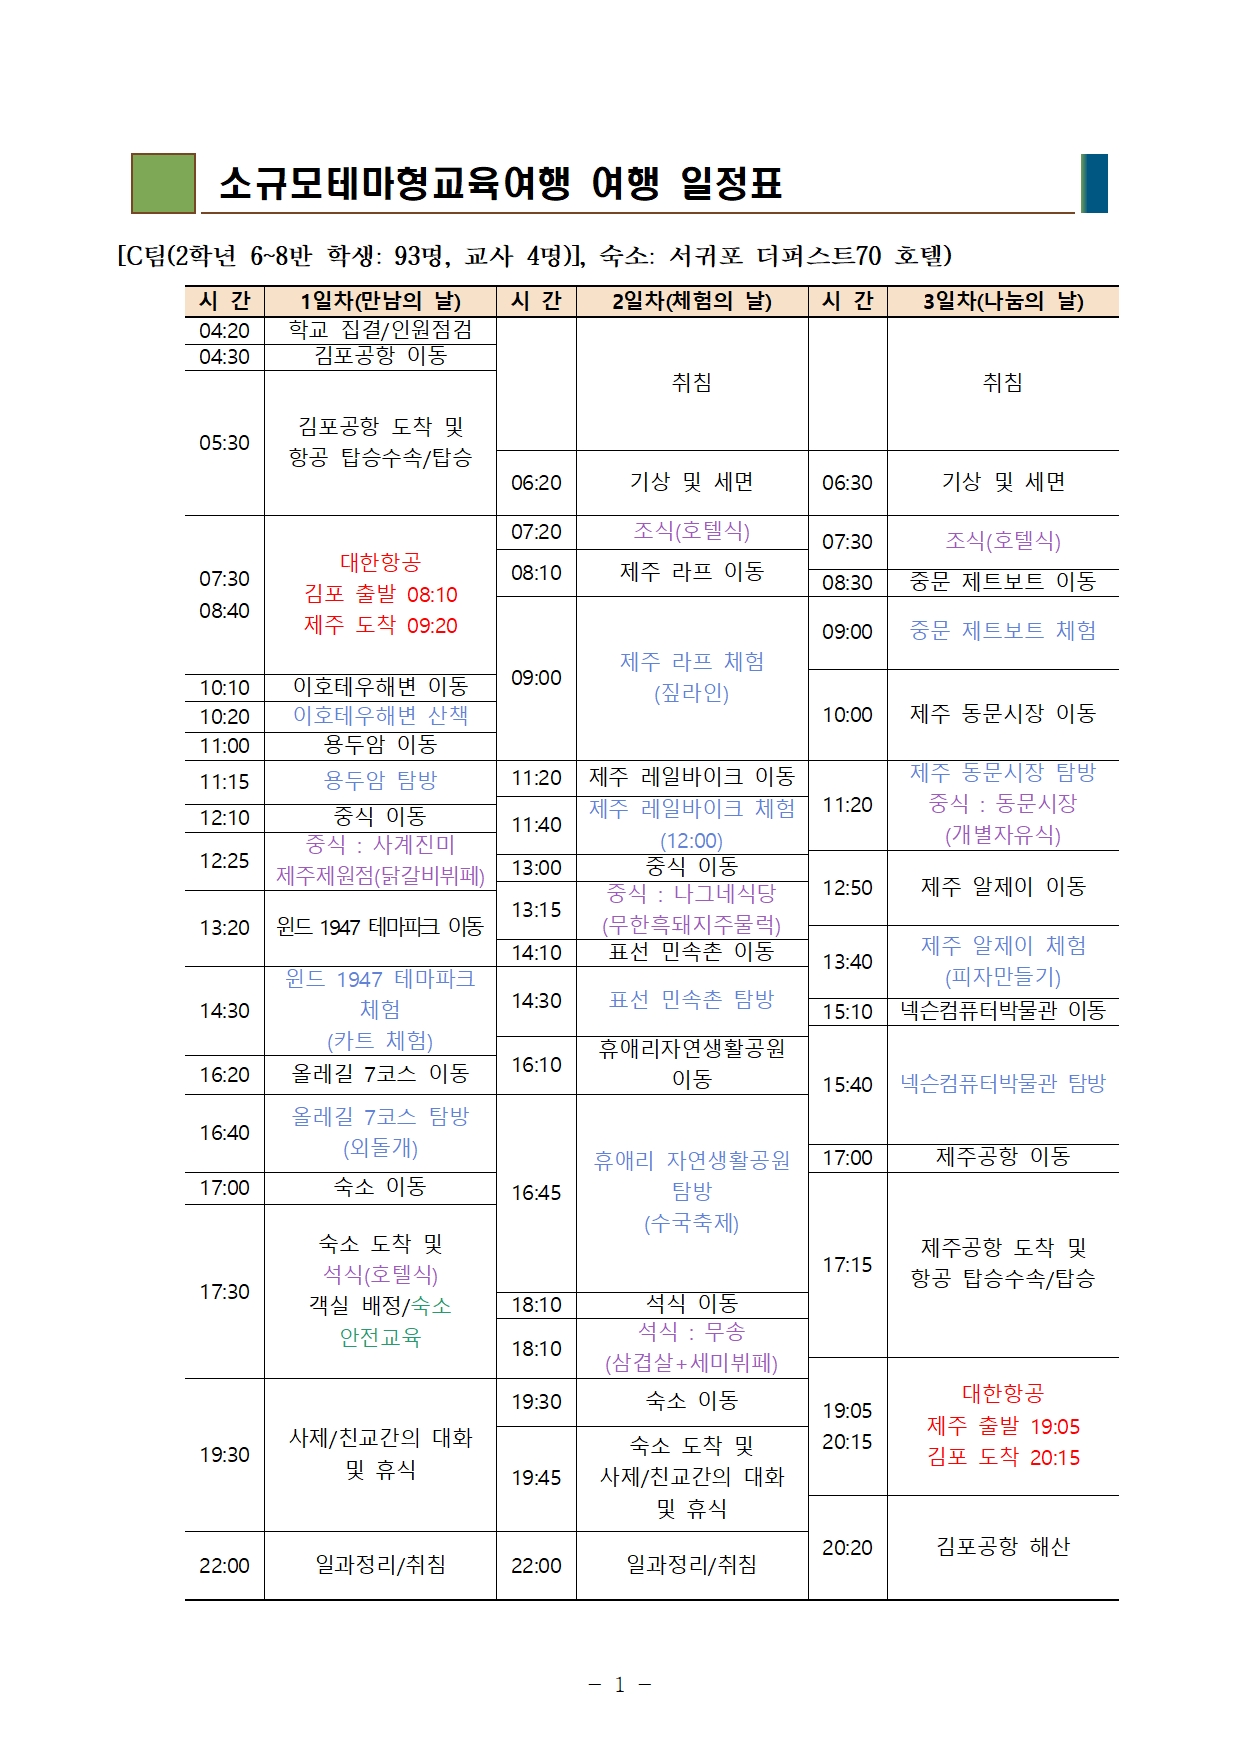 소규모테마형교육여행 여행 일정표
[C팀(2학년 6~8반 학생: 93명, 교사 4명)], 숙소: 서귀포 더퍼스트70 호텔)
시 간 1일차(만남의 날) 시 간 2일차(체험의 날) 시 간 3일차(나눔의 날)
04:20 학교 집결/인원점검
04:30 김포공항 이동
05:30 김포공항 도착 및
항공 탑승수속/탑승
07:30
08:40
대한항공
김포 출발 08:10
제주 도착 09:20
10:10 이호테우해변 이동
10:20 이호테우해변 산책
11:00 용두암 이동
11:15 용두암 탐방
12:10 중식 이동
12:25 중식 : 사계진미
제주제원점(닭갈비뷔페)
13:20 윈드 1947 테마파크 이동
14:30 윈드 1947 테마파크
체험
(카트 체험)
16:20 올레길 7코스 이동
16:40 올레길 7코스 탐방
(외돌개)
17:00 숙소 이동
17:30 숙소 도착 및
석식(호텔식)
객실 배정/숙소
안전교육
19:30 사제/친교간의 대화
및 휴식
22:00 일과정리/취침
취침
06:20 기상 및 세면
07:20 조식(호텔식)
08:10 제주 라프 이동
09:00 제주 라프 체험
(짚라인)
11:20 제주 레일바이크 이동
11:40 제주 레일바이크 체험
(12:00)
13:00 중식 이동
13:15 중식 : 나그네식당
(무한흑돼지주물럭)
14:10 표선 민속촌 이동
14:30 표선 민속촌 탐방
16:10 휴애리자연생활공원
이동
16:45 휴애리 자연생활공원
탐방
(수국축제)
18:10 석식 이동
18:10 석식 : 무송
(삼겹살+세미뷔페)
19:30 숙소 이동
19:45 숙소 도착 및
사제/친교간의 대화
및 휴식
22:00 일과정리/취침
취침
06:30 기상 및 세면
07:30 조식(호텔식)
08:30 중문 제트보트 이동
09:00 중문 제트보트 체험
10:00 제주 동문시장 이동
11:20 제주 동문시장 탐방
중식 : 동문시장
(개별자유식)
12:50 제주 알제이 이동
13:40 제주 알제이 체험
(피자만들기)
15:10 넥슨컴퓨터박물관 이동
15:40 넥슨컴퓨터박물관 탐방
17:00 제주공항 이동
17:15 제주공항 도착 및
항공 탑승수속/탑승
19:05
20:15
대한항공
제주 출발 19:05
김포 도착 20:15
20:20 김포공항 해산
- 1 -